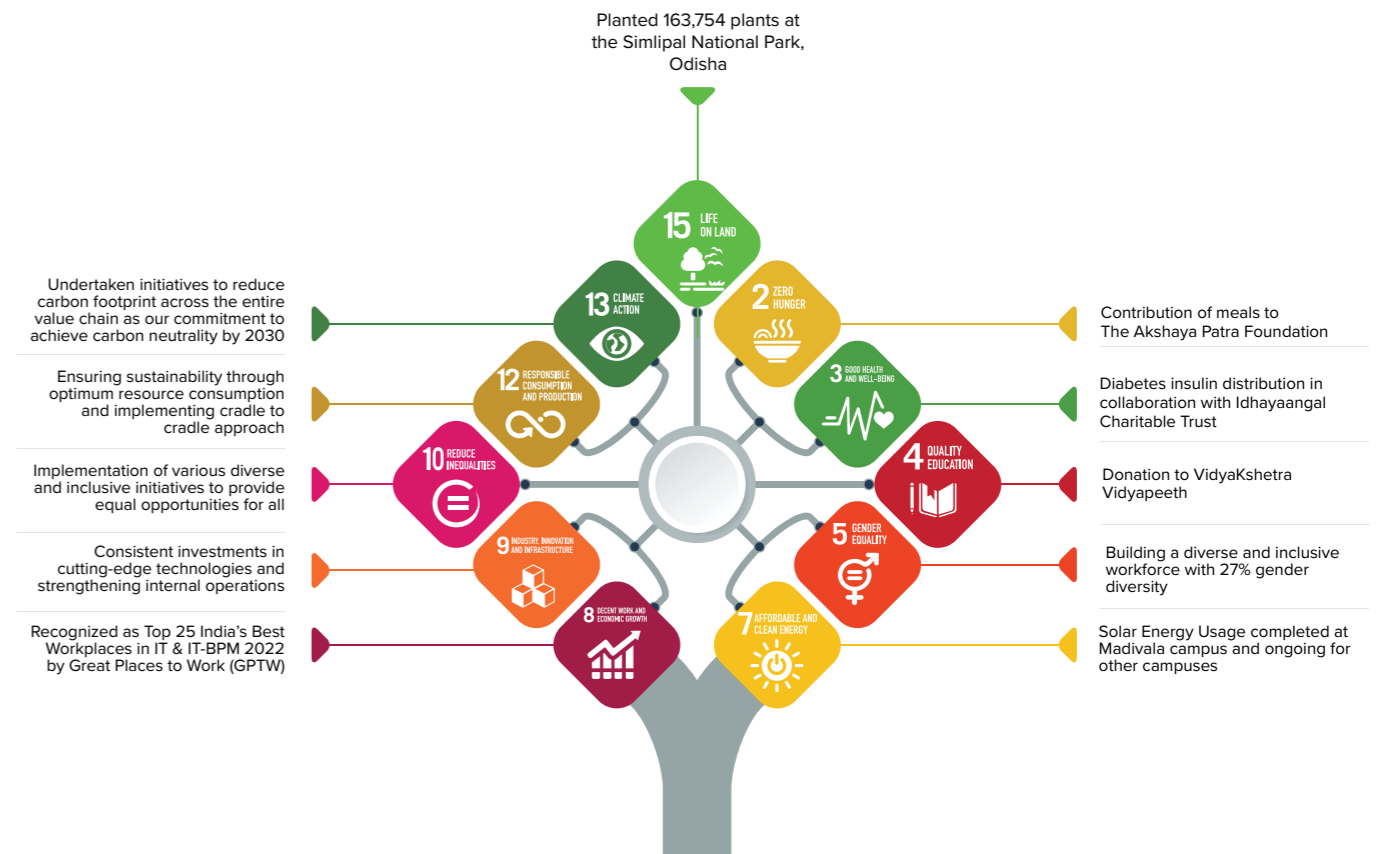 Planted 163,754 plants at
the Simlipal National Park,
Odisha
15 LIFE
ON LAND
13 CLIMATE
ACTION
2 ZERO
HUNGER
Undertaken initiatives to reduce
carbon footprint across the entire
value chain as our commitment to
achieve carbon neutrality by 2030
Contribution of meals to
The Akshaya Patra Foundation
12 RESPONSIBLE
CONSUMPTION
AND PRODUCTION
3 GOOD HEALTH
AND WELL-BEING
Ensuring sustainability through
optimum resource consumption
and implementing cradle to
cradle approach
Diabetes insulin distribution in
collaboration with Idhayaangal
Charitable Trust
10 REDUCE
INEQUALITIES
4 QUALITY
EDUCATION
Implementation of various diverse
and inclusive initiatives to provide
equal opportunities for all
Donation to VidyaKshetra
Vidyapeeth
9 INDUSTRY, INNOVATION
AND INFRASTRUCTURE
5 GENDER
EQUALITY
Consistent investments in
cutting-edge technologies and
strengthening internal operations
Building a diverse and inclusive
workforce with 27% gender
diversity
8 DECENT WORK AND
ECONOMIC GROWTH
7 AFFORDABLE AND
CLEAN ENERGY
Recognized as Top 25 India's Best
Workplaces in IT & IT-BPM 2022
by Great Places to Work (GPTW)
Solar Energy Usage completed at
Madivala campus and ongoing for
other campuses